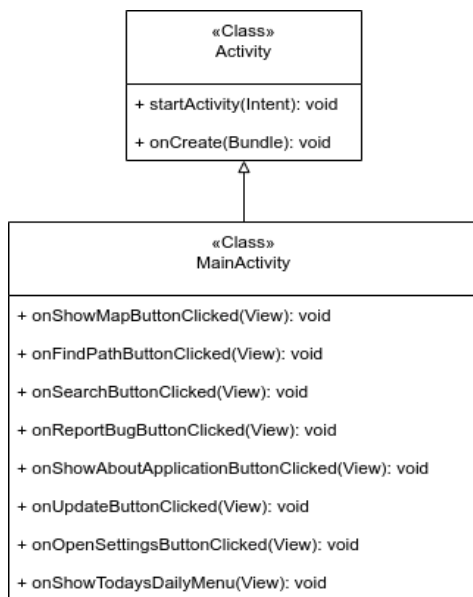 «Class»
Activity
+ startActivity(Intent): void
+ onCreate(Bundle): void
«Class»
MainActivity
+ onShowMapButtonClicked(View): void
+ onFindPathButtonClicked(View): void
+ onSearchButtonClicked(View): void
+ onReportBugButtonClicked(View): void
+ onShowAboutApplicationButtonClicked(View): void
+ onUpdateButtonClicked(View): void
+ onOpenSettingsButtonClicked(View): void
+ onShowTodaysDailyMenu(View): void